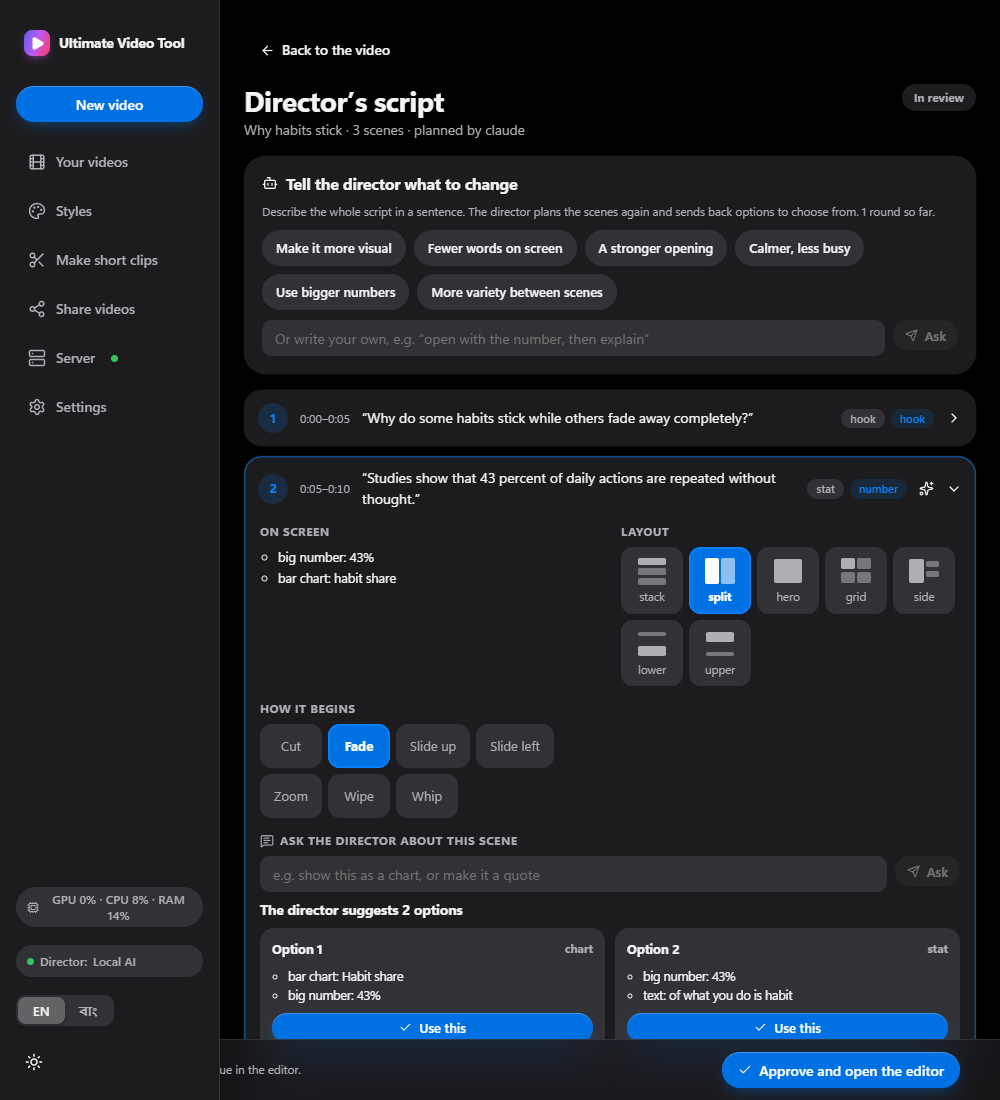 Ultimate Video Tool
New video
Your videos
Styles
Make short clips
Share videos
Server
Settings
GPU 0% · CPU 8% · RAM
14%
Director: Local AI
EN বাং
Back to the video
Director’s script
In review
Why habits stick · 3 scenes · planned by claude
Tell the director what to change
Describe the whole script in a sentence. The director plans the scenes again and sends back options to choose from. 1 round so far.
Make it more visual Fewer words on screen A stronger opening Calmer, less busy
Use bigger numbers More variety between scenes
Or write your own, e.g. “open with the number, then explain” Ask
1 0:00–0:05 “Why do some habits stick while others fade away completely?” hook hook
2 0:05–0:10 “Studies show that 43 percent of daily actions are repeated without
thought.” stat number
ON SCREEN
big number: 43%
bar chart: habit share
LAYOUT
stack split hero grid side
lower upper
HOW IT BEGINS
Cut Fade Slide up Slide left
Zoom Wipe Whip
ASK THE DIRECTOR ABOUT THIS SCENE
e.g. show this as a chart, or make it a quote Ask
The director suggests 2 options
Option 1 chart
bar chart: Habit share
big number: 43%
Use this
Option 2 stat
big number: 43%
text: of what you do is habit
Use this
ue in the editor.
Approve and open the editor